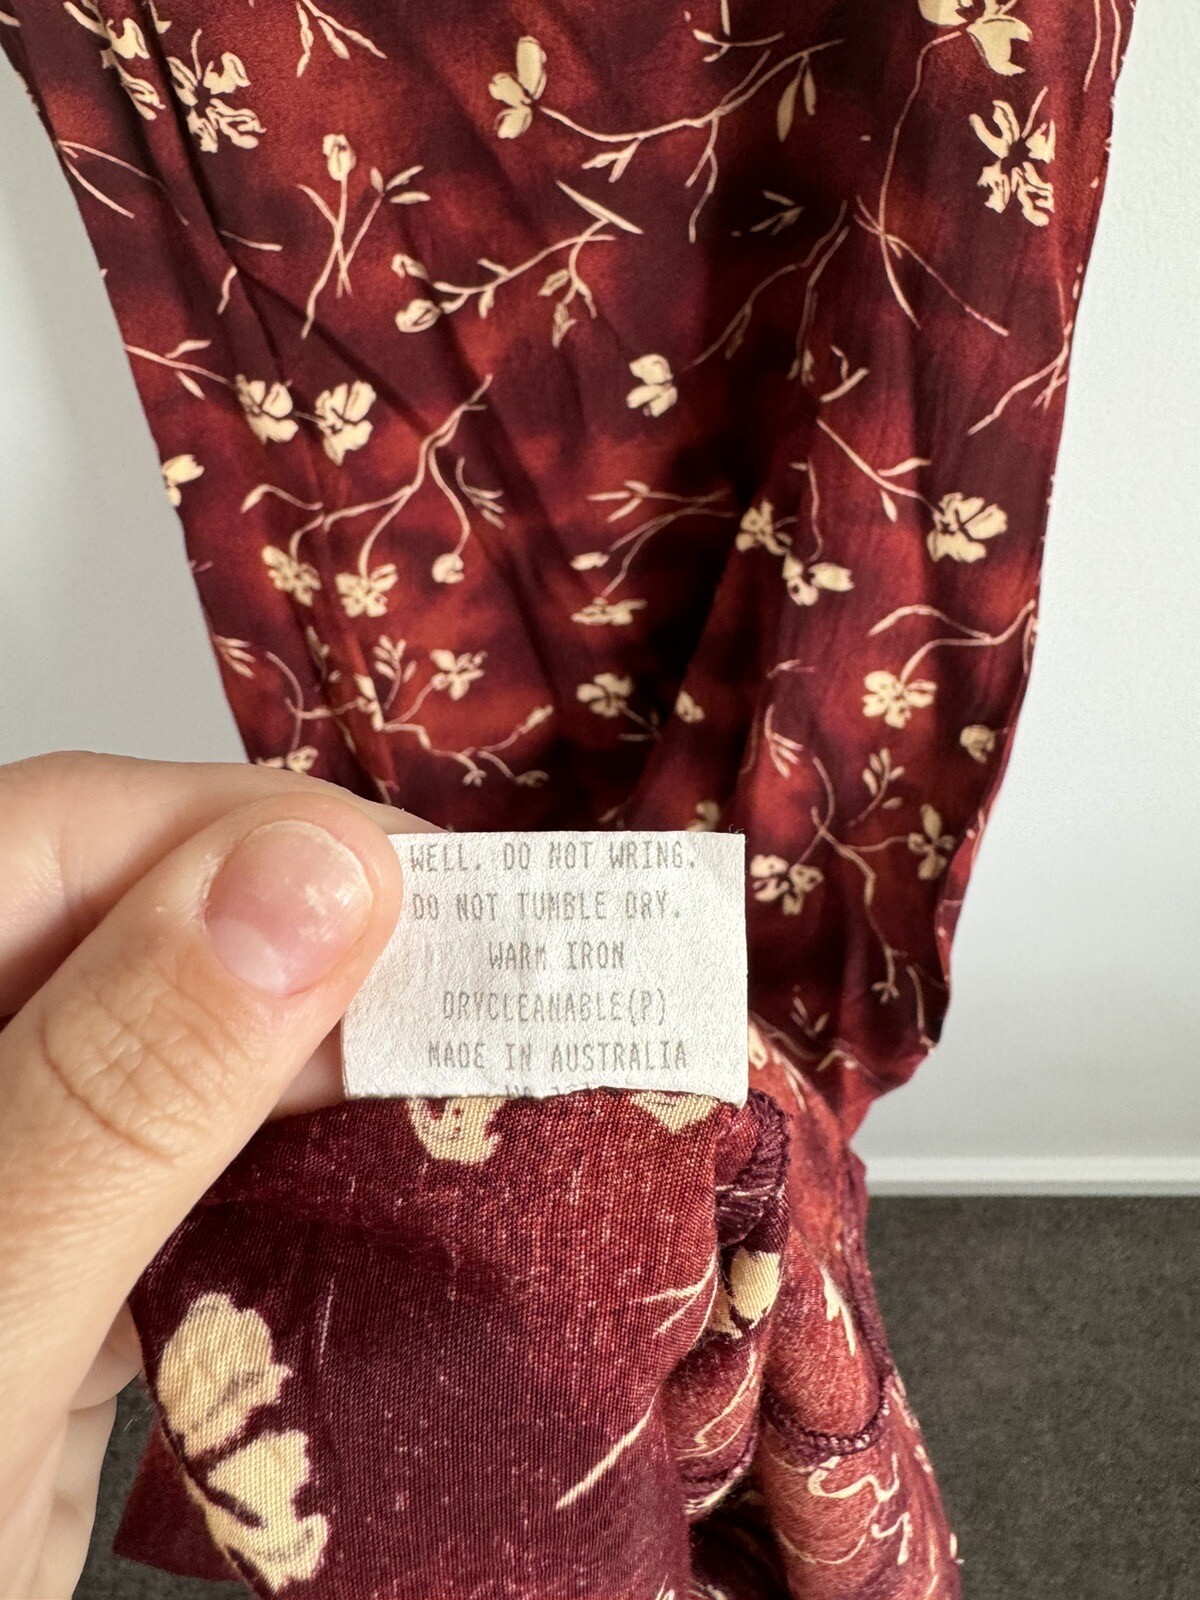 WELL. DO NOT WRING.
DO NOT TUMBLE DRY.
WARM IRON
DRYCLEANABLE(P)
MADE IN AUSTRALIA